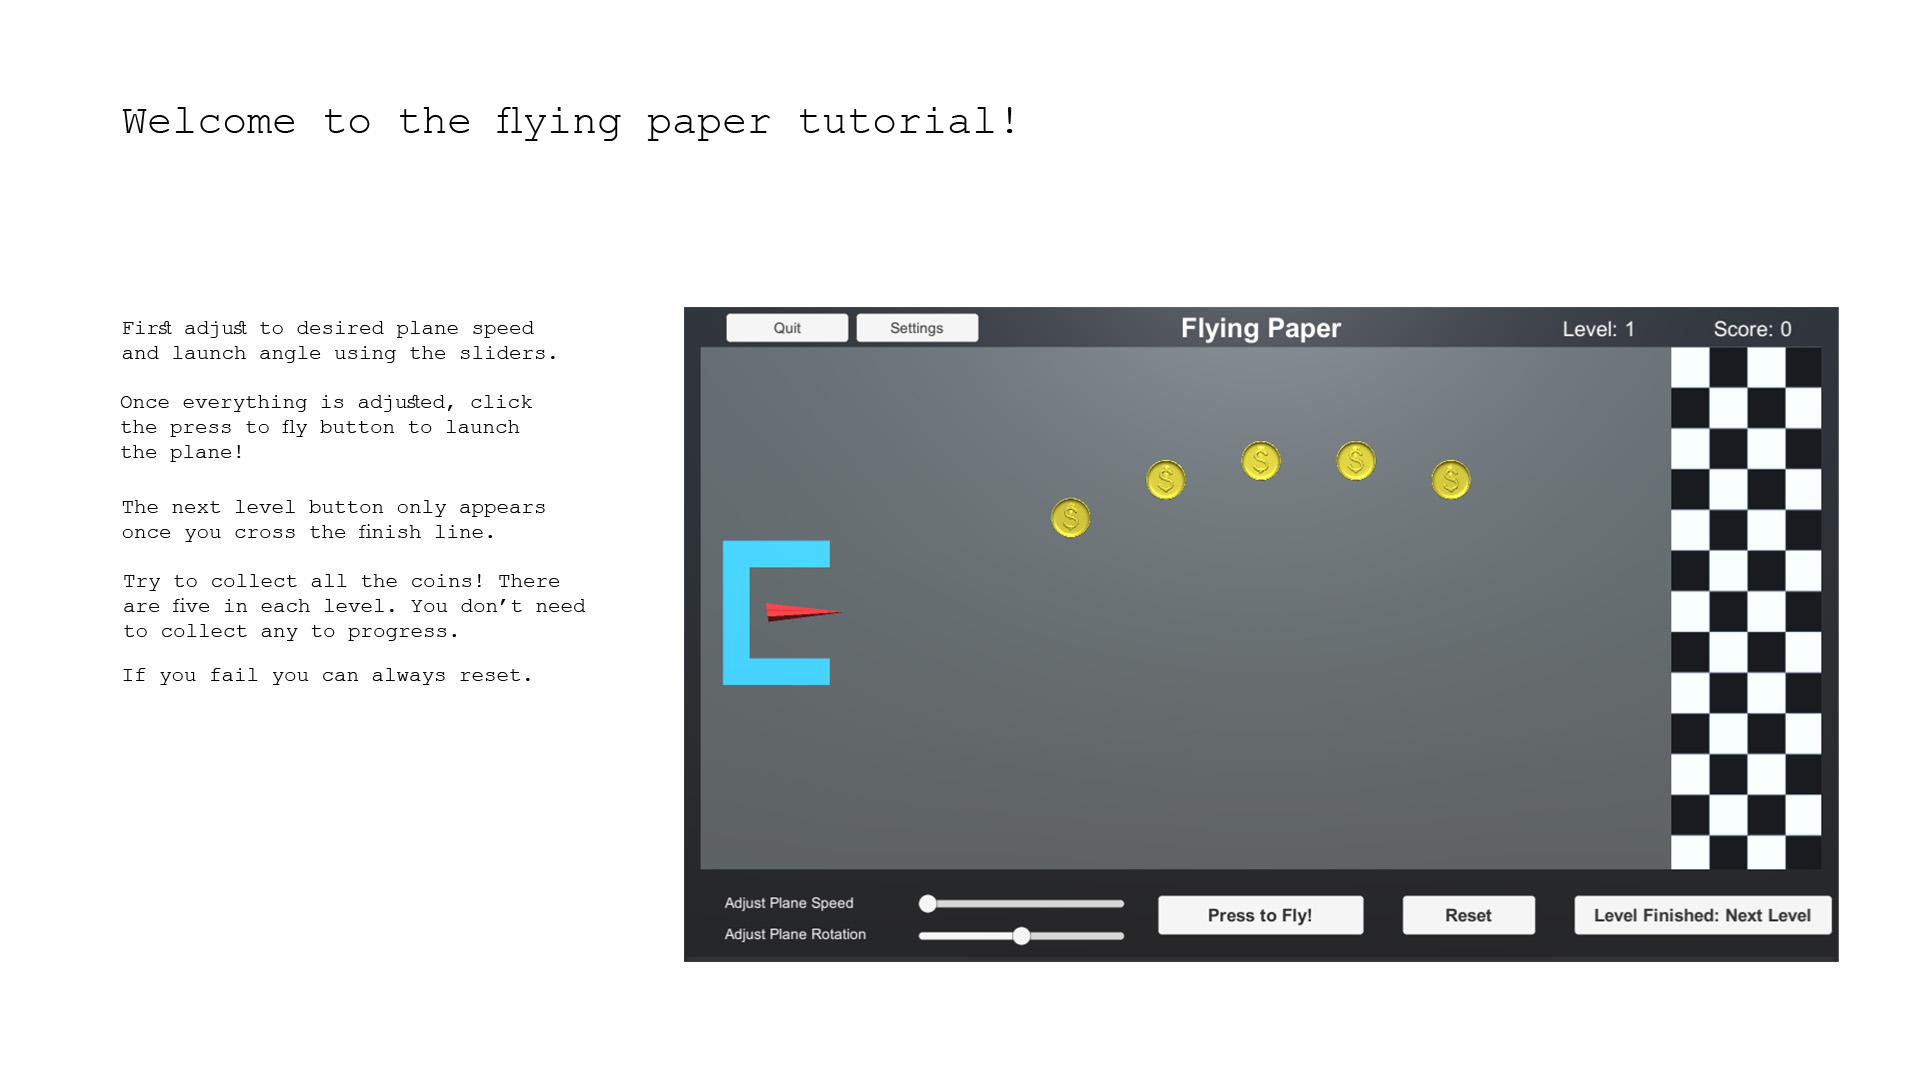 Welcome to the flying paper tutorial!
First adjust to desired plane speed
and launch angle using the sliders.
Once everything is adjusted, click
the press to fly button to launch
the plane!
The next level button only appears
once you cross the finish line.
Try to collect all the coins! There
are five in each level. You don’t need
to collect any to progress.
If you fail you can always reset.
Quit
Settings
Flying Paper
Level: 1
Score: 0
$
$
$
$
$
Adjust Plane Speed
Adjust Plane Rotation
Press to Fly!
Reset
Level Finished: Next Level